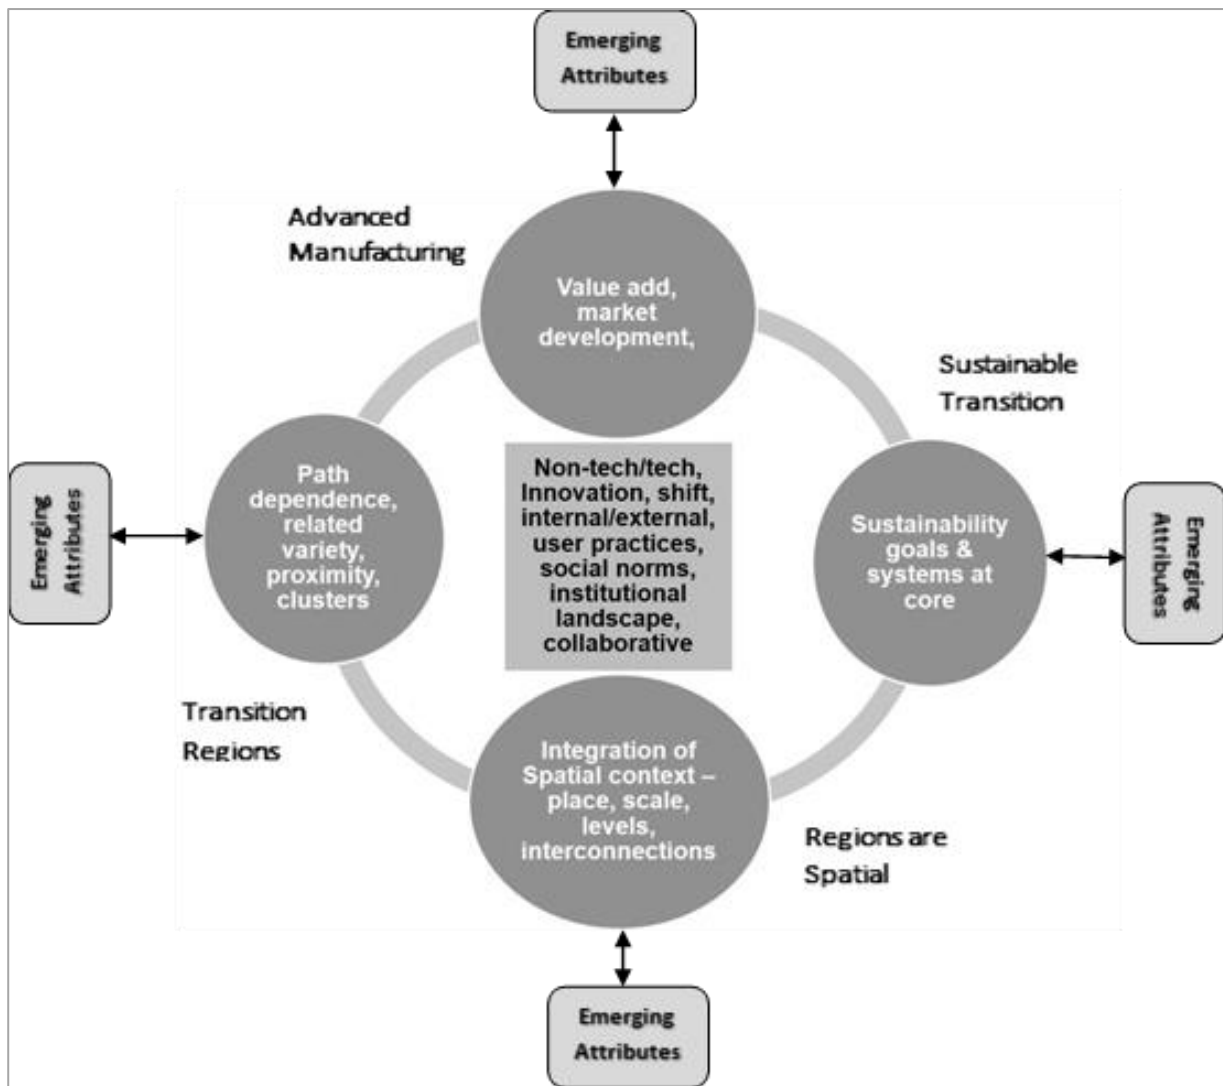 Emerging
Attributes
Advanced
Manufacturing
Value add,
market
development,
Sustainable
Transition
Emerging
Attributes
Path
dependence,
related
variety,
proximity,
clusters
Non-tech/tech,
Innovation, shift,
internal/external,
user practices,
social norms,
institutional
landscape,
collaborative
Sustainability
goals &
systems at
core
Emerging
Attributes
Transition
Regions
Integration of
Spatial context –
place, scale,
levels,
interconnections
Regions are
Spatial
Emerging
Attributes